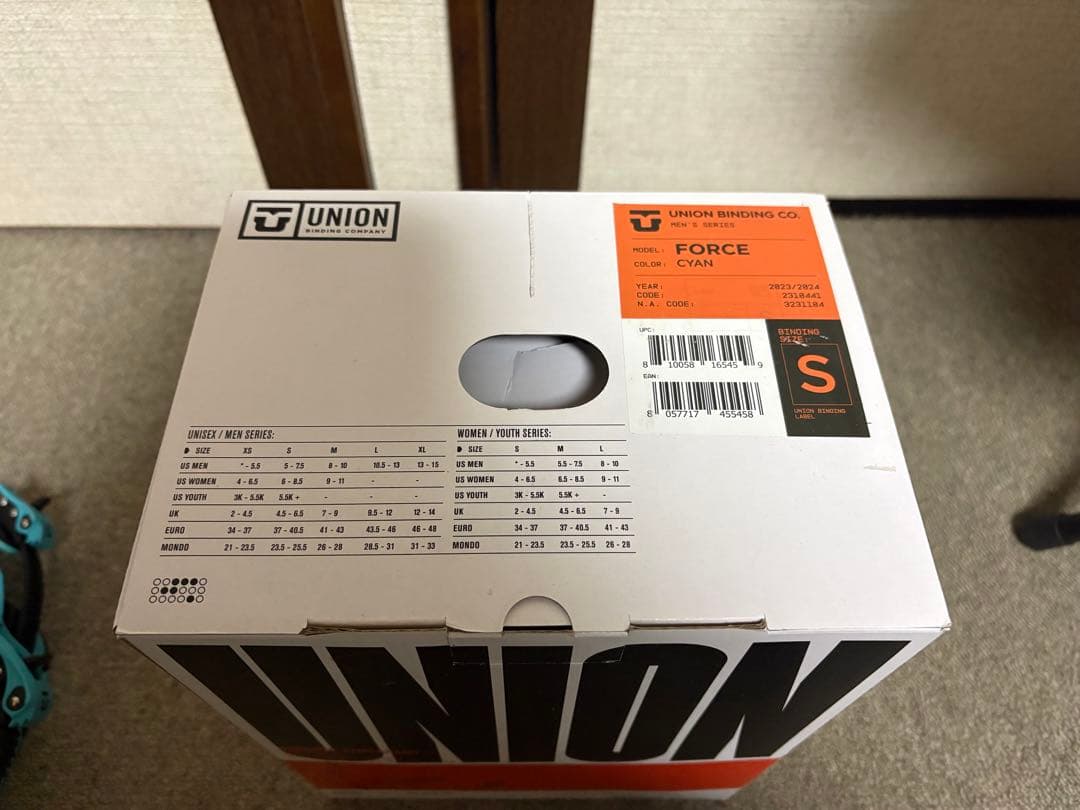 UNION
BINDING COMPANY
UNION BINDING CO.
MEN'S SERIES
MODEL: FORCE
COLOR: CYAN
YEAR: 2023/2024
CODE: 2310441
N.A. CODE: 3231104
UPC:
8 10058 16545 9
EAN:
8 057717 455458
BINDING SIZE:
S
UNION BINDING
LABEL
UNISEX / MEN SERIES:
SIZE XS S M L XL
US MEN * - 5.5 5 - 7.5 8 - 10 10.5 - 13 13 - 15
US WOMEN 4 - 6.5 6 - 8.5 9 - 11 - -
US YOUTH 3K - 5.5K 5.5K + - - -
UK 2 - 4.5 4.5 - 6.5 7 - 9 9.5 - 12 12 - 14
EURO 34 - 37 37 - 40.5 41 - 43 43.5 - 46 46 - 48
MONDO 21 - 23.5 23.5 - 25.5 26 - 28 28.5 - 31 31 - 33
WOMEN / YOUTH SERIES:
SIZE S M L
US MEN * - 5.5 5.5 - 7.5 8 - 10
US WOMEN 4 - 6.5 6.5 - 8.5 9 - 11
US YOUTH 3K - 5.5K 5.5K + -
UK 2 - 4.5 4.5 - 6.5 7 - 9
EURO 34 - 37 37 - 40.5 41 - 43
MONDO 21 - 23.5 23.5 - 25.5 26 - 28
UNION